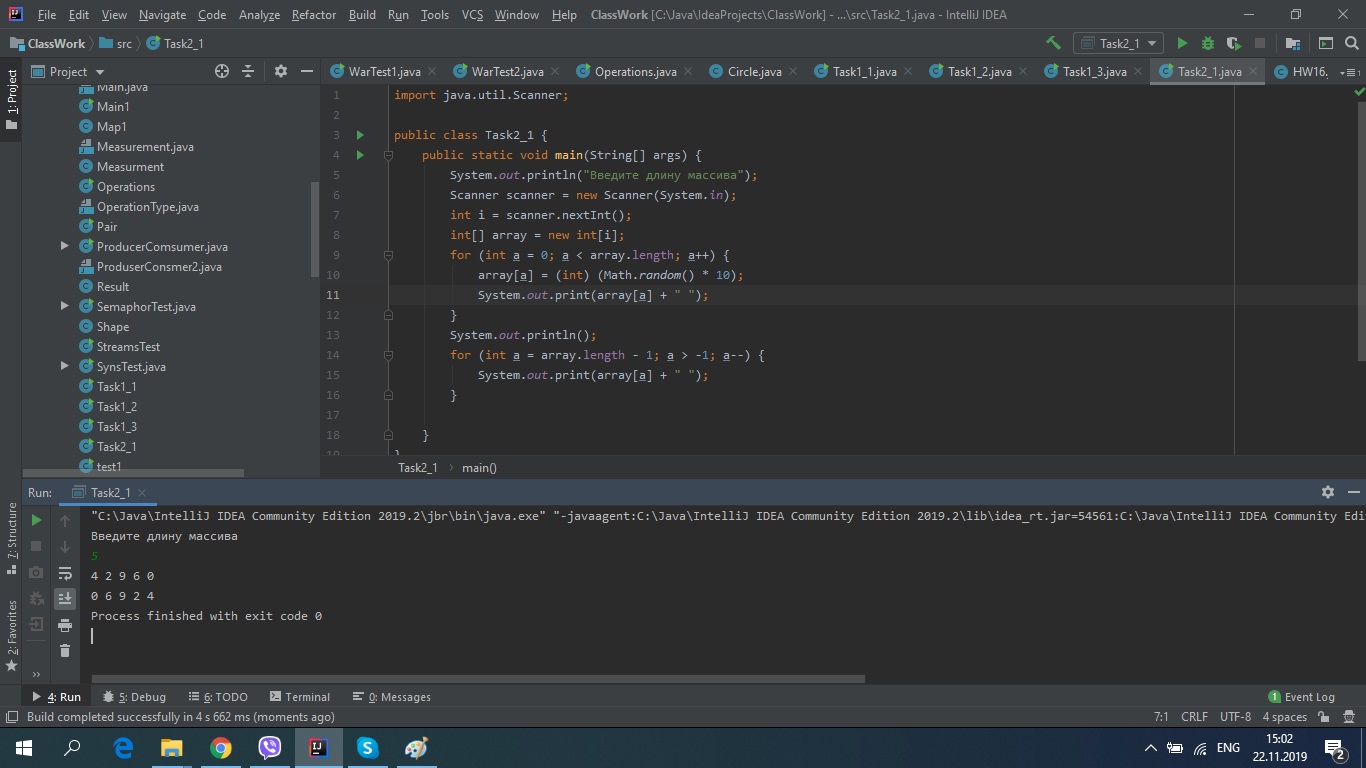 File Edit View Navigate Code Analyze Refactor Build Run Tools VCS Window Help ClassWork [C:\Java\IdeaProjects\ClassWork] - ...\src\Task2_1.java - IntelliJ IDEA
ClassWork src Task2_1 Task2_1
1: Project
Project
WarTest1.java WarTest2.java Operations.java Circle.java Task1_1.java Task1_2.java Task1_3.java Task2_1.java HW16.
Main.java
Main1
Map1
Measurement.java
Measurment
Operations
OperationType.java
Pair
ProducerComsumer.java
ProduserConsmer2.java
Result
SemaphorTest.java
Shape
StreamsTest
SynsTest.java
Task1_1
Task1_2
Task1_3
Task2_1
test1
1 import java.util.Scanner;
2
3 public class Task2_1 {
4 public static void main(String[] args) {
5 System.out.println("Введите длину массива");
6 Scanner scanner = new Scanner(System.in);
7 int i = scanner.nextInt();
8 int[] array = new int[i];
9 for (int a = 0; a < array.length; a++) {
10 array[a] = (int) (Math.random() * 10);
11 System.out.print(array[a] + " ");
12 }
13 System.out.println();
14 for (int a = array.length - 1; a > -1; a--) {
15 System.out.print(array[a] + " ");
16 }
17
18 }
19 }
Task2_1 main()
Run: Task2_1
7: Structure
2: Favorites
"C:\Java\IntelliJ IDEA Community Edition 2019.2\jbr\bin\java.exe" "-javaagent:C:\Java\IntelliJ IDEA Community Edition 2019.2\lib\idea_rt.jar=54561:C:\Java\IntelliJ IDEA Community Edi
Введите длину массива
5
4 2 9 6 0
0 6 9 2 4
Process finished with exit code 0
4: Run 5: Debug 6: TODO Terminal 0: Messages 1 Event Log
Build completed successfully in 4 s 662 ms (moments ago) 7:1 CRLF UTF-8 4 spaces
ENG 15:02
22.11.2019 2